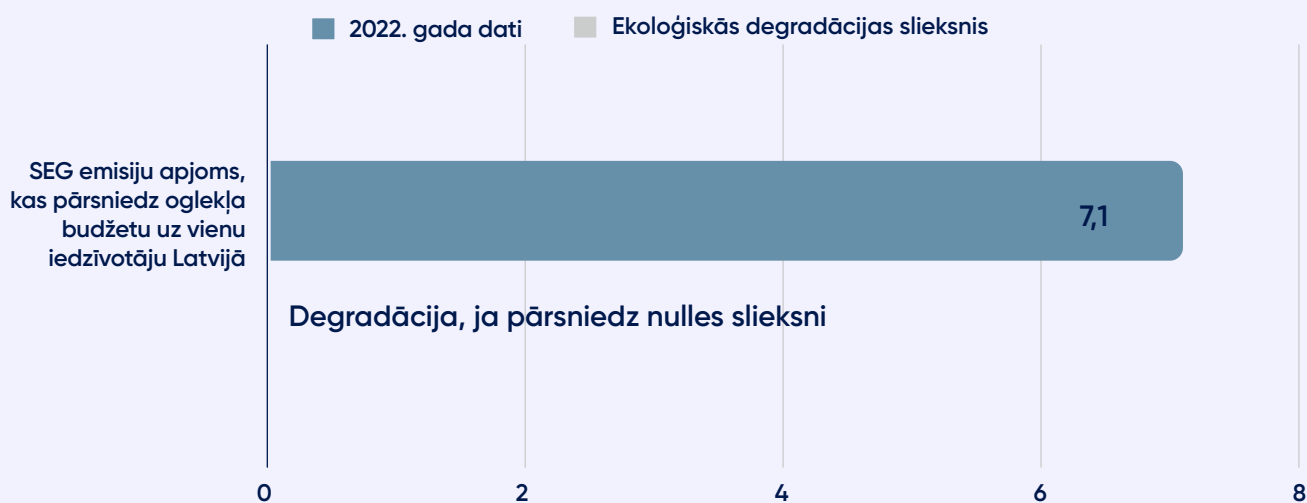 2022. gada dati
Ekoloģiskās degradācijas slieksnis
SEG emisiju apjoms,
kas pārsniedz oglekļa
budžetu uz vienu
iedzīvotāju Latvijā
7,1
Degradācija, ja pārsniedz nulles slieksni
0
2
4
6
8